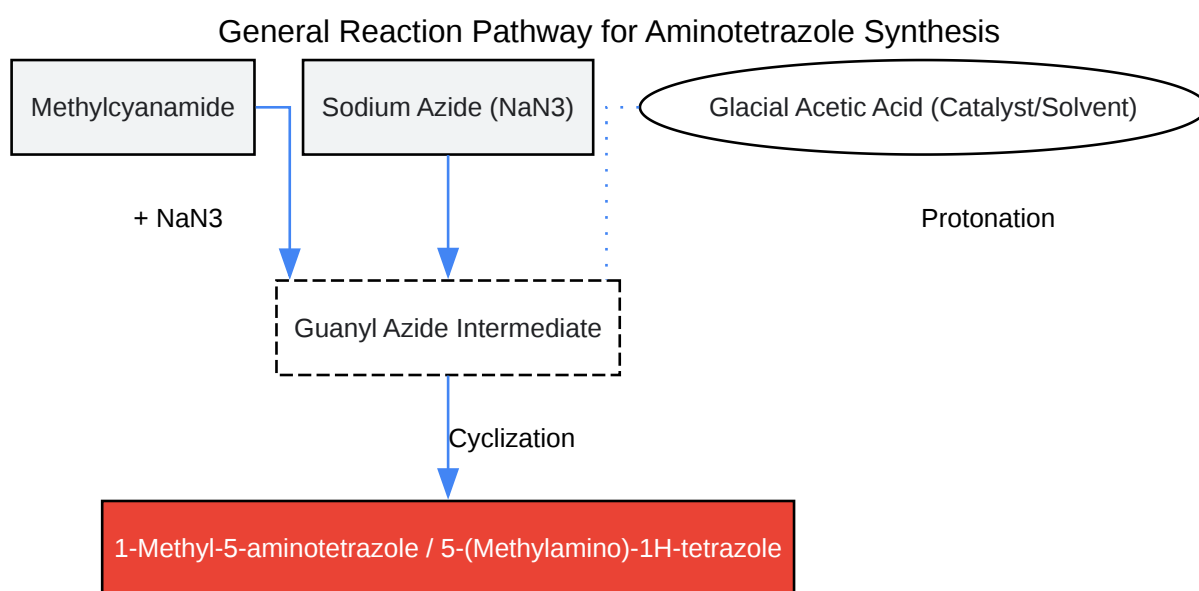 General Reaction Pathway for Aminotetrazole Synthesis
Methylcyanamide
Sodium Azide (NaN3)
Glacial Acetic Acid (Catalyst/Solvent)
+ NaN3
Protonation
Guanyl Azide Intermediate
Cyclization
1-Methyl-5-aminotetrazole / 5-(Methylamino)-1H-tetrazole